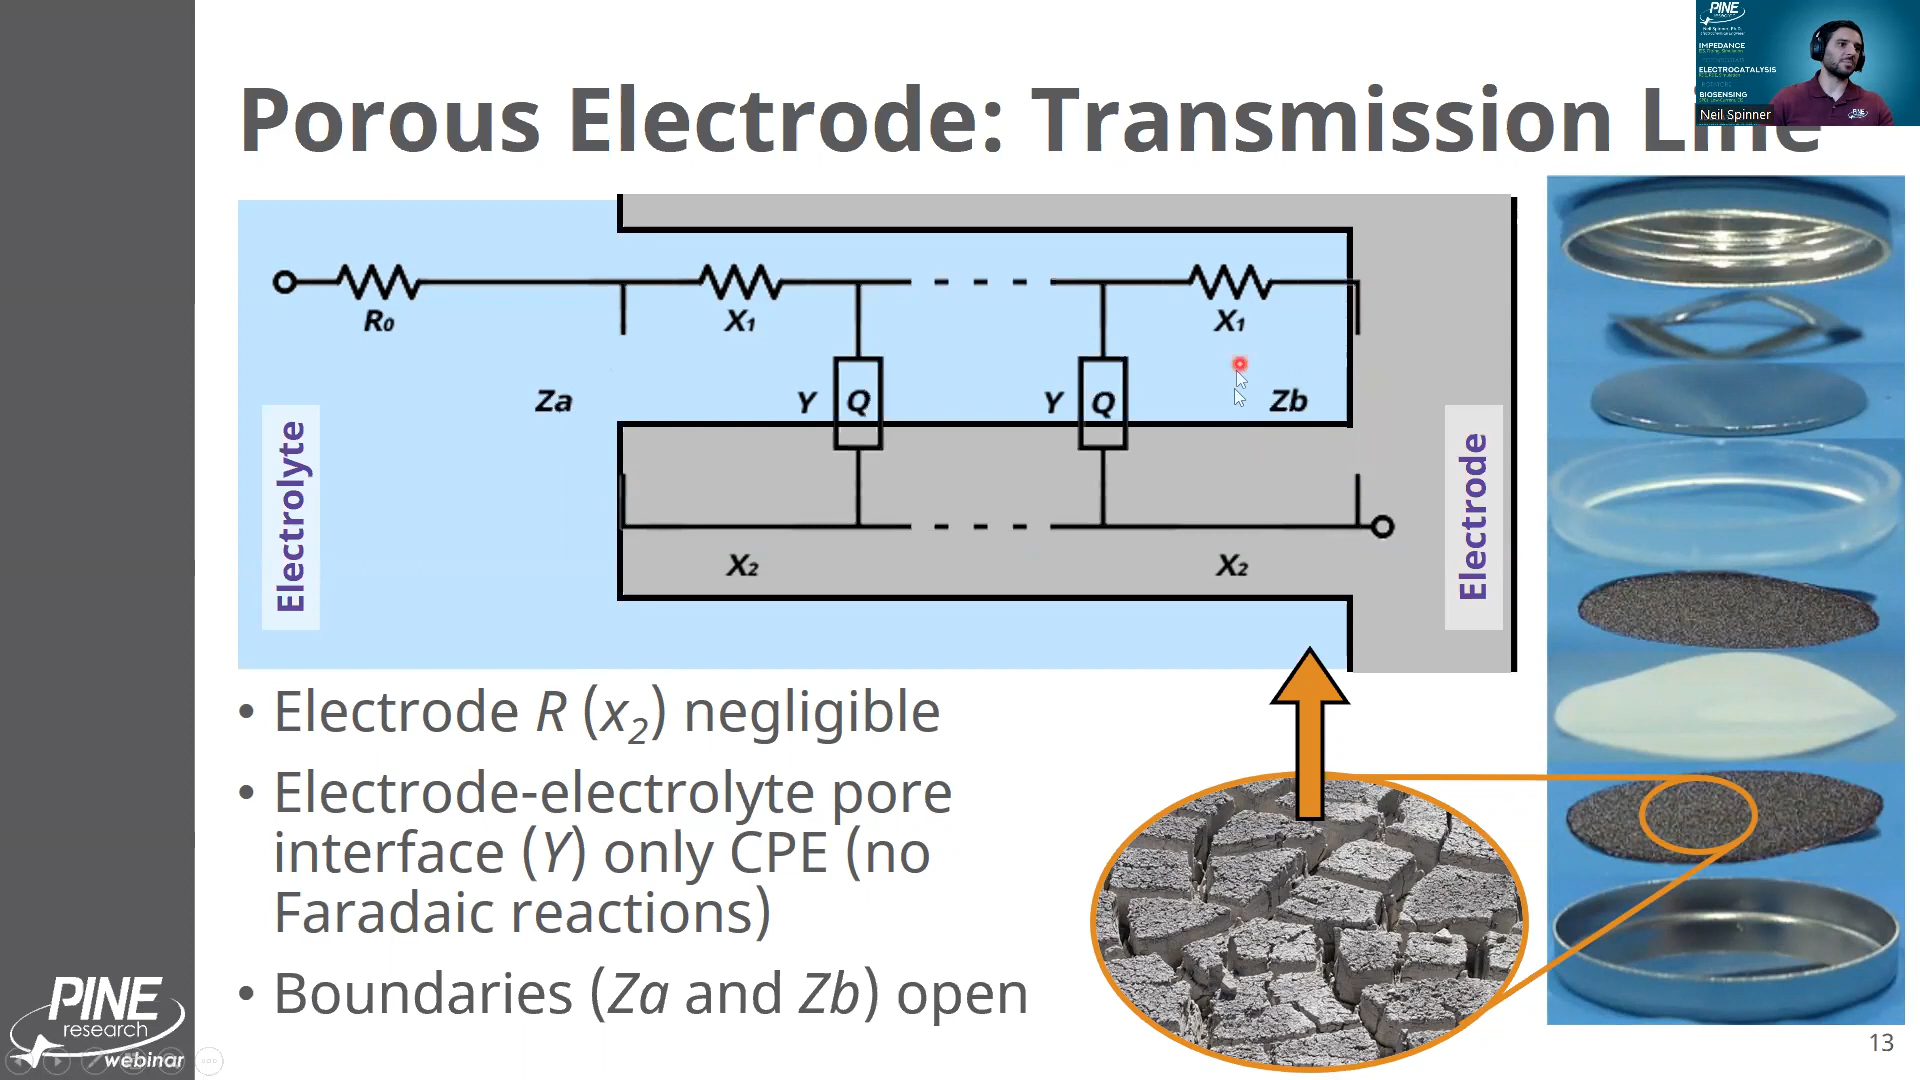 PINE
IMPEDANCE
ELECTROCATALYSIS
BIOSENSING
PINE
Neil Spinner
Porous Electrode: Transmission Line
R0
X1
X1
Za
Y
Q
Y
Q
Zb
Electrolyte
Electrode
X2
X2
• Electrode R (x2) negligible
• Electrode-electrolyte pore
interface (Y) only CPE (no
Faradaic reactions)
• Boundaries (Za and Zb) open
PINE
research
webinar
13